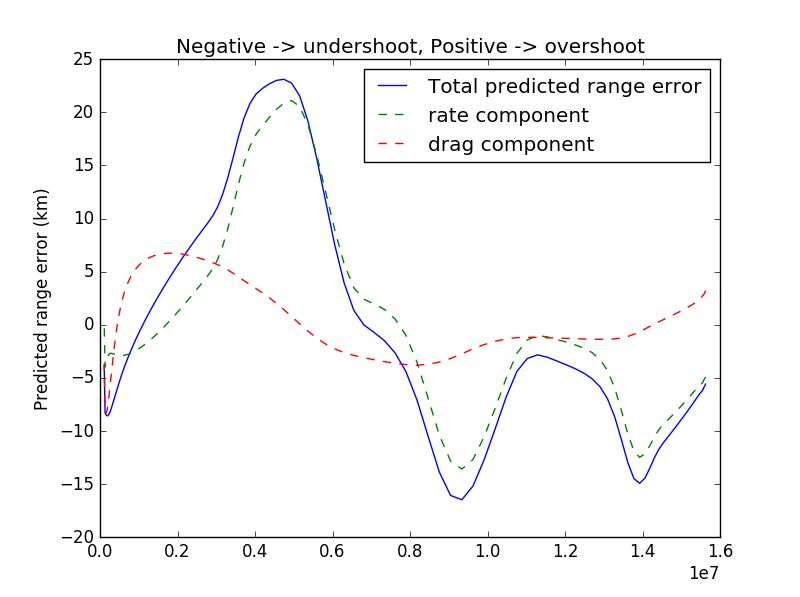 Negative -> undershoot, Positive -> overshoot
Total predicted range error
rate component
drag component
Predicted range error (km)
25
20
15
10
5
0
−5
−10
−15
−20
0.0 0.2 0.4 0.6 0.8 1.0 1.2 1.4 1.6
1e7